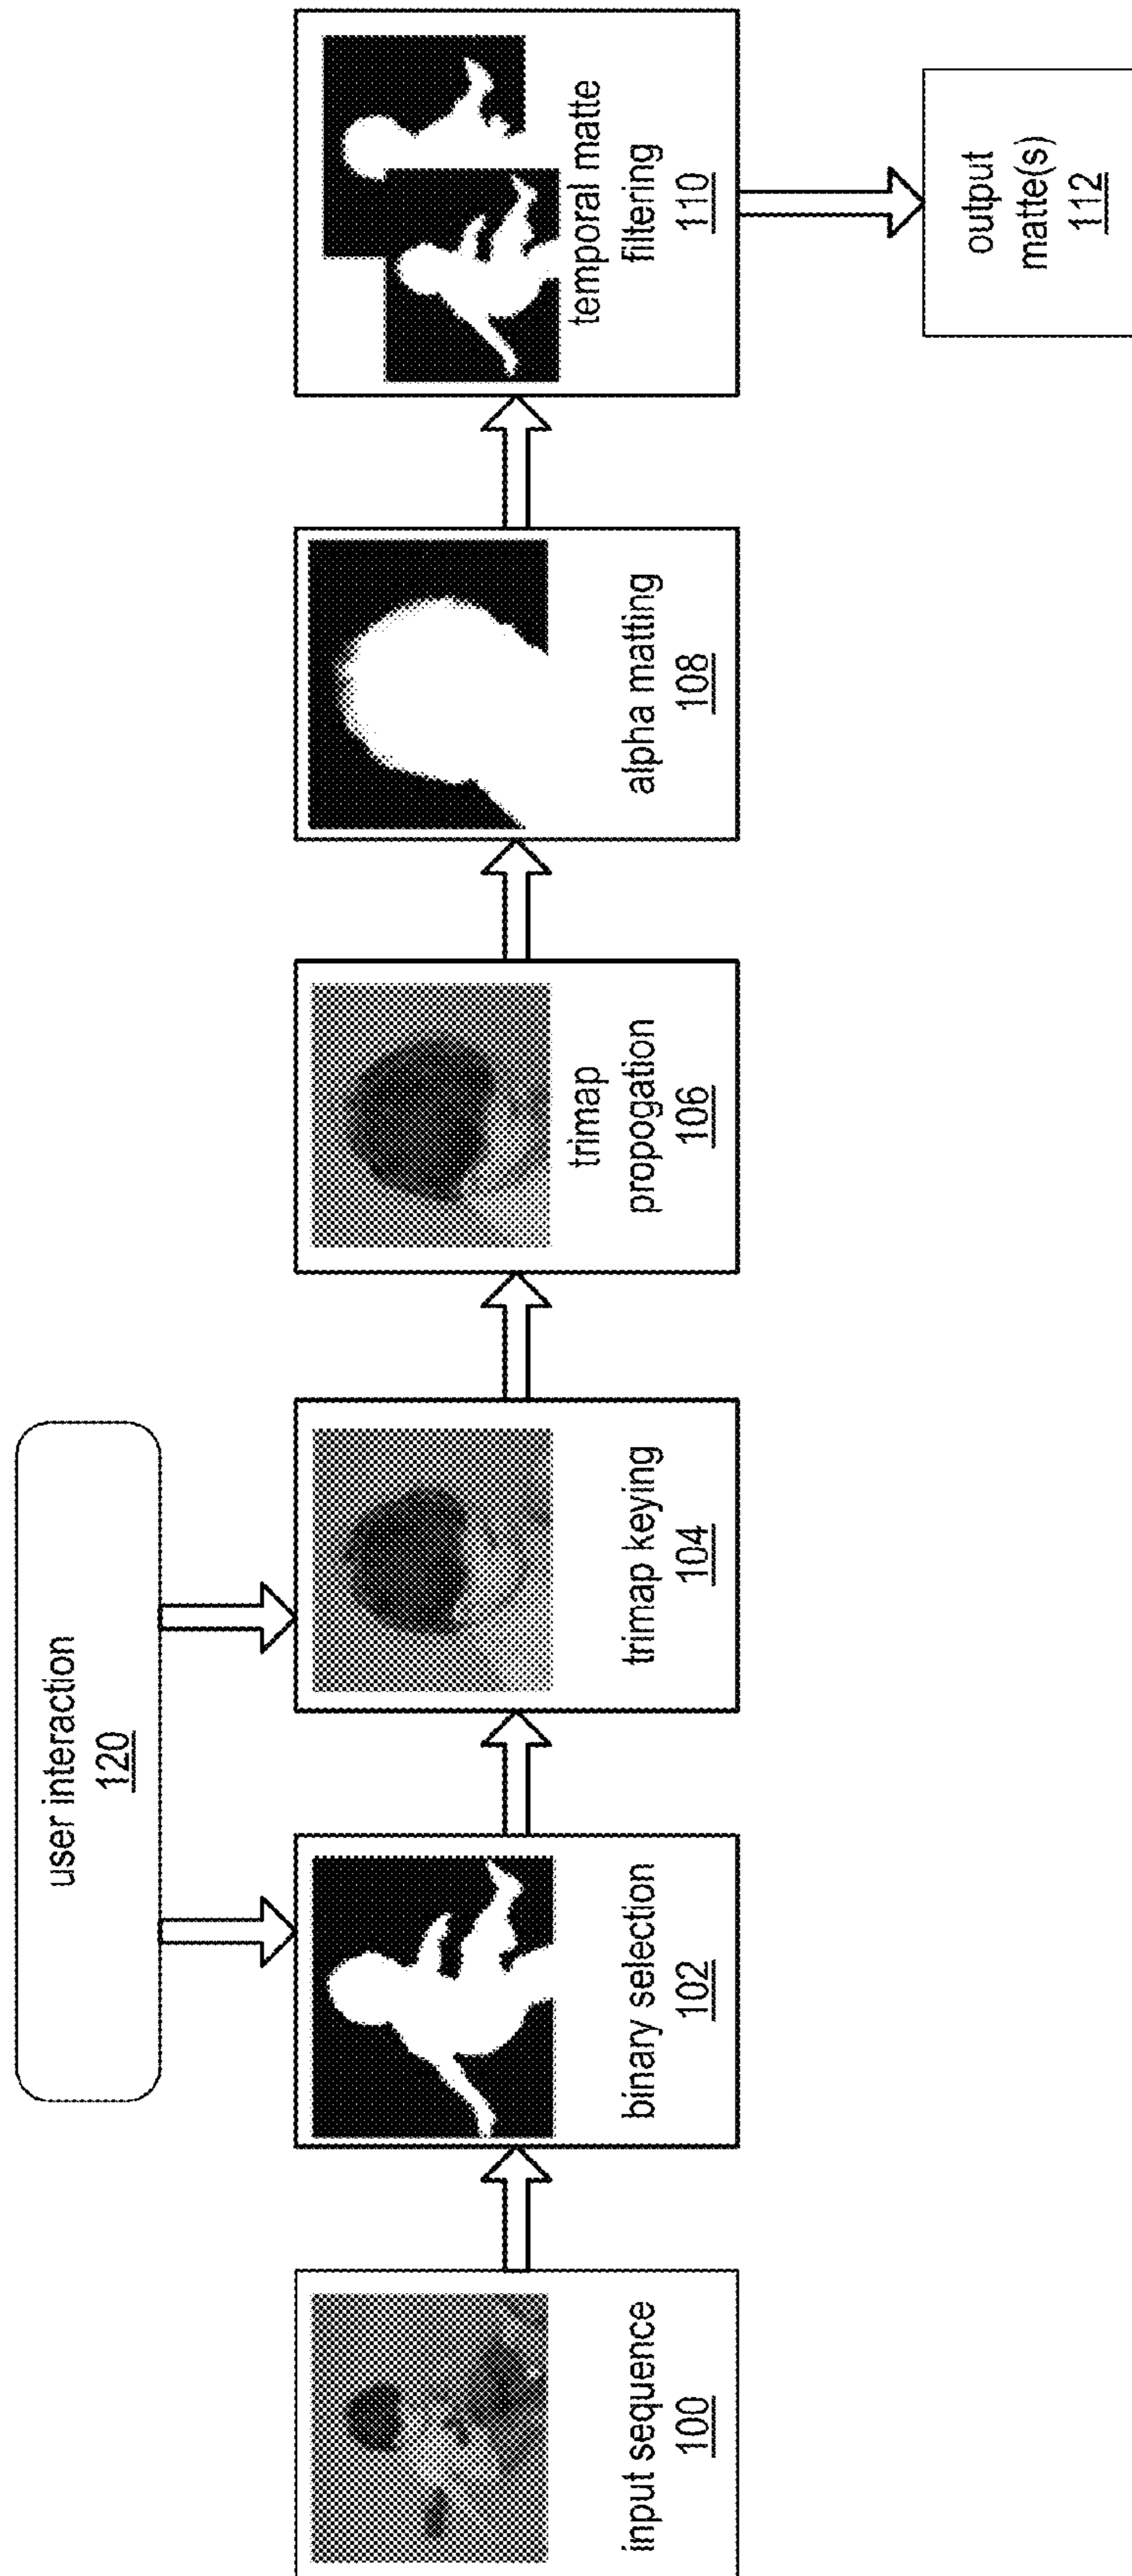 user interaction
120
input sequence
100
binary selection
102
trimap keying
104
trimap
propogation
106
alpha matting
108
temporal matte
filtering
110
output
matte(s)
112